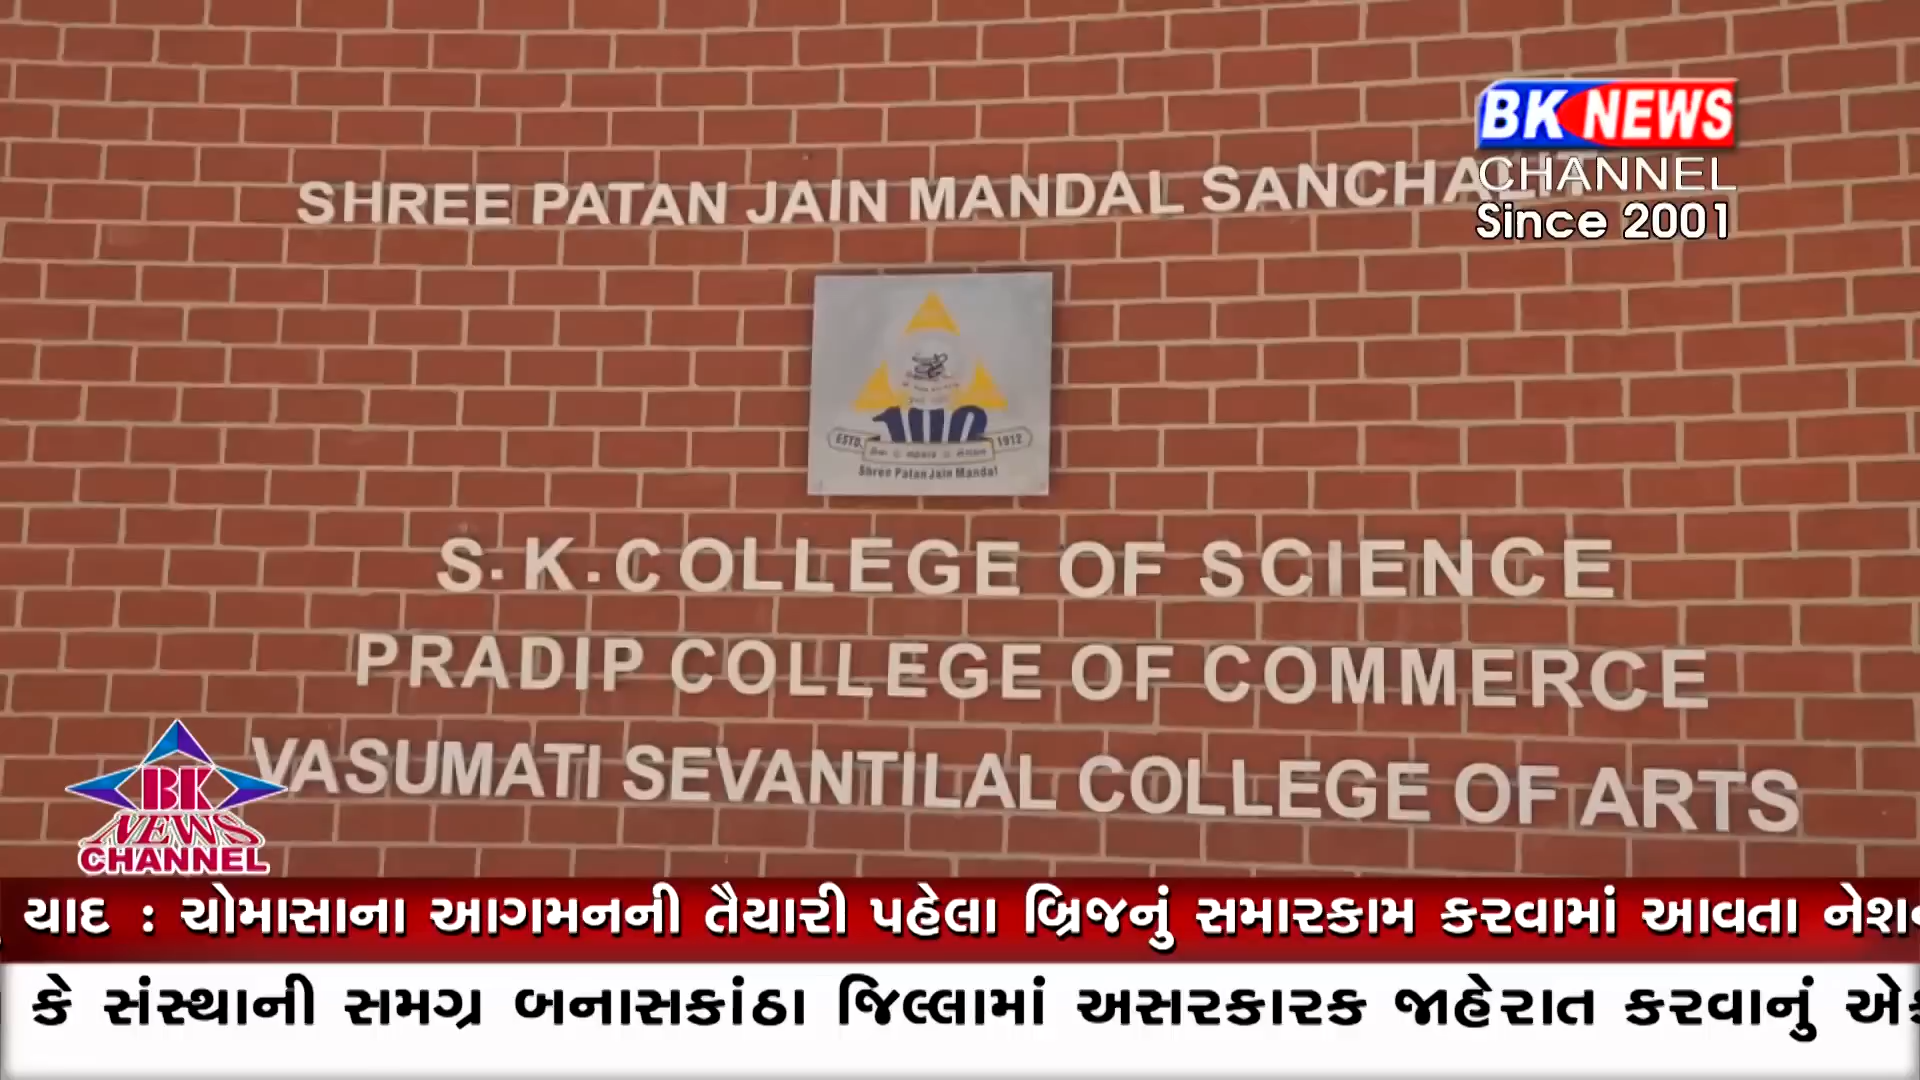 BK NEWS
CHANNEL
Since 2001
SHREE PATAN JAIN MANDAL
ESTD. 1912
Shree Patan Jain Mandal
S.K.COLLEGE OF SCIENCE
PRADIP COLLEGE OF COMMERCE
VASUMATI SEVANTILAL COLLEGE OF ARTS
BK
NEWS
CHANNEL
યાદ : ચોમાસાના આગમનની તૈયારી પહેલા બ્રિજનું સમારકામ કરવામાં આવતા
કે સંસ્થાની સમગ્ર બનાસકાંઠા જિલ્લામાં અસરકારક જાહેરાત કરવાનું